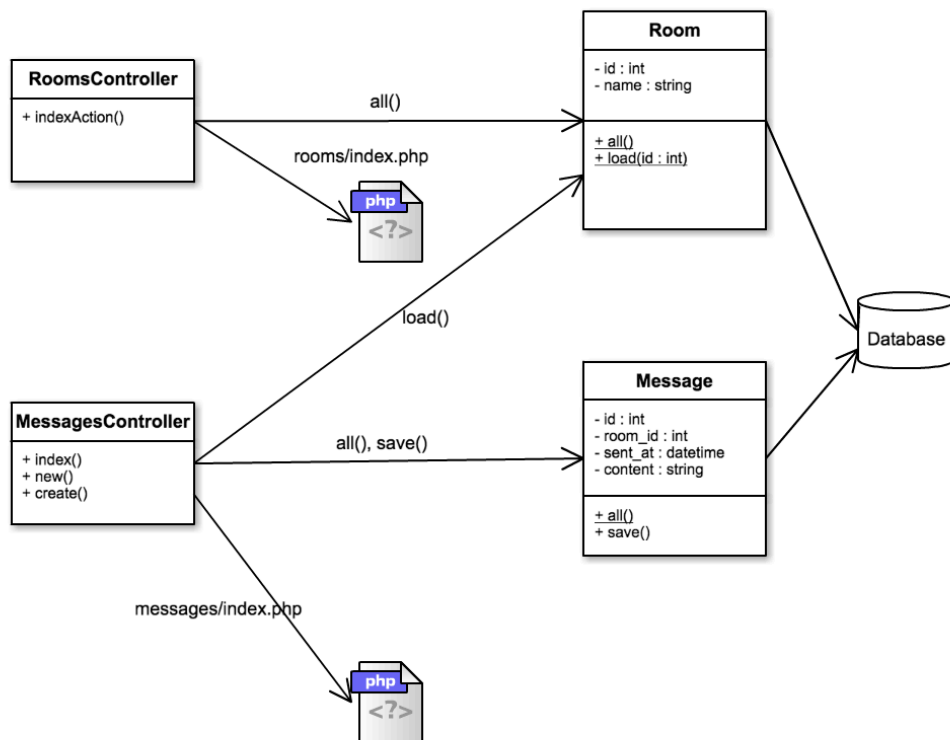 Room
- id : int
- name : string
+ all()
+ load(id : int)
RoomsController
+ indexAction()
all()
rooms/index.php
php
<?>
load()
Database
Message
- id : int
- room_id : int
- sent_at : datetime
- content : string
+ all()
+ save()
MessagesController
+ index()
+ new()
+ create()
all(), save()
messages/index.php
php
<?>